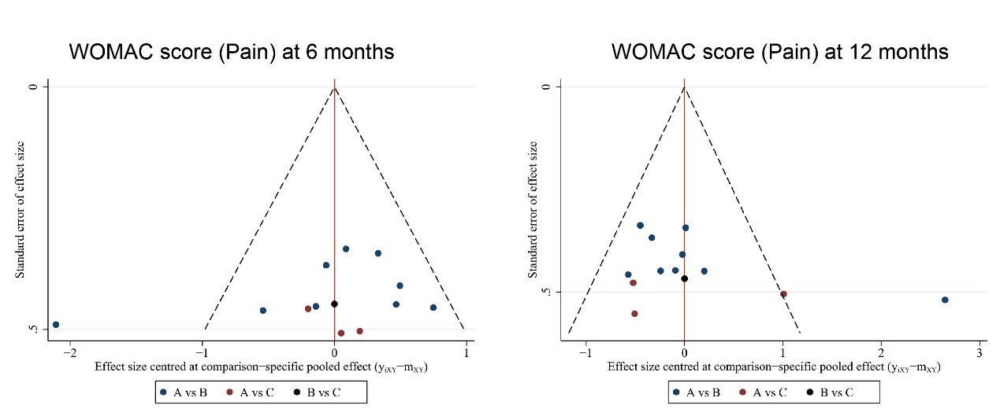 WOMAC score (Pain) at 6 months
0
.5
Standard error of effect size
−2 −1 0 1
Effect size centred at comparison−specific pooled effect (yiXY−mXY)
A vs B A vs C B vs C
WOMAC score (Pain) at 12 months
0
.5
Standard error of effect size
−1 0 1 2 3
Effect size centred at comparison−specific pooled effect (yiXY−mXY)
A vs B A vs C B vs C